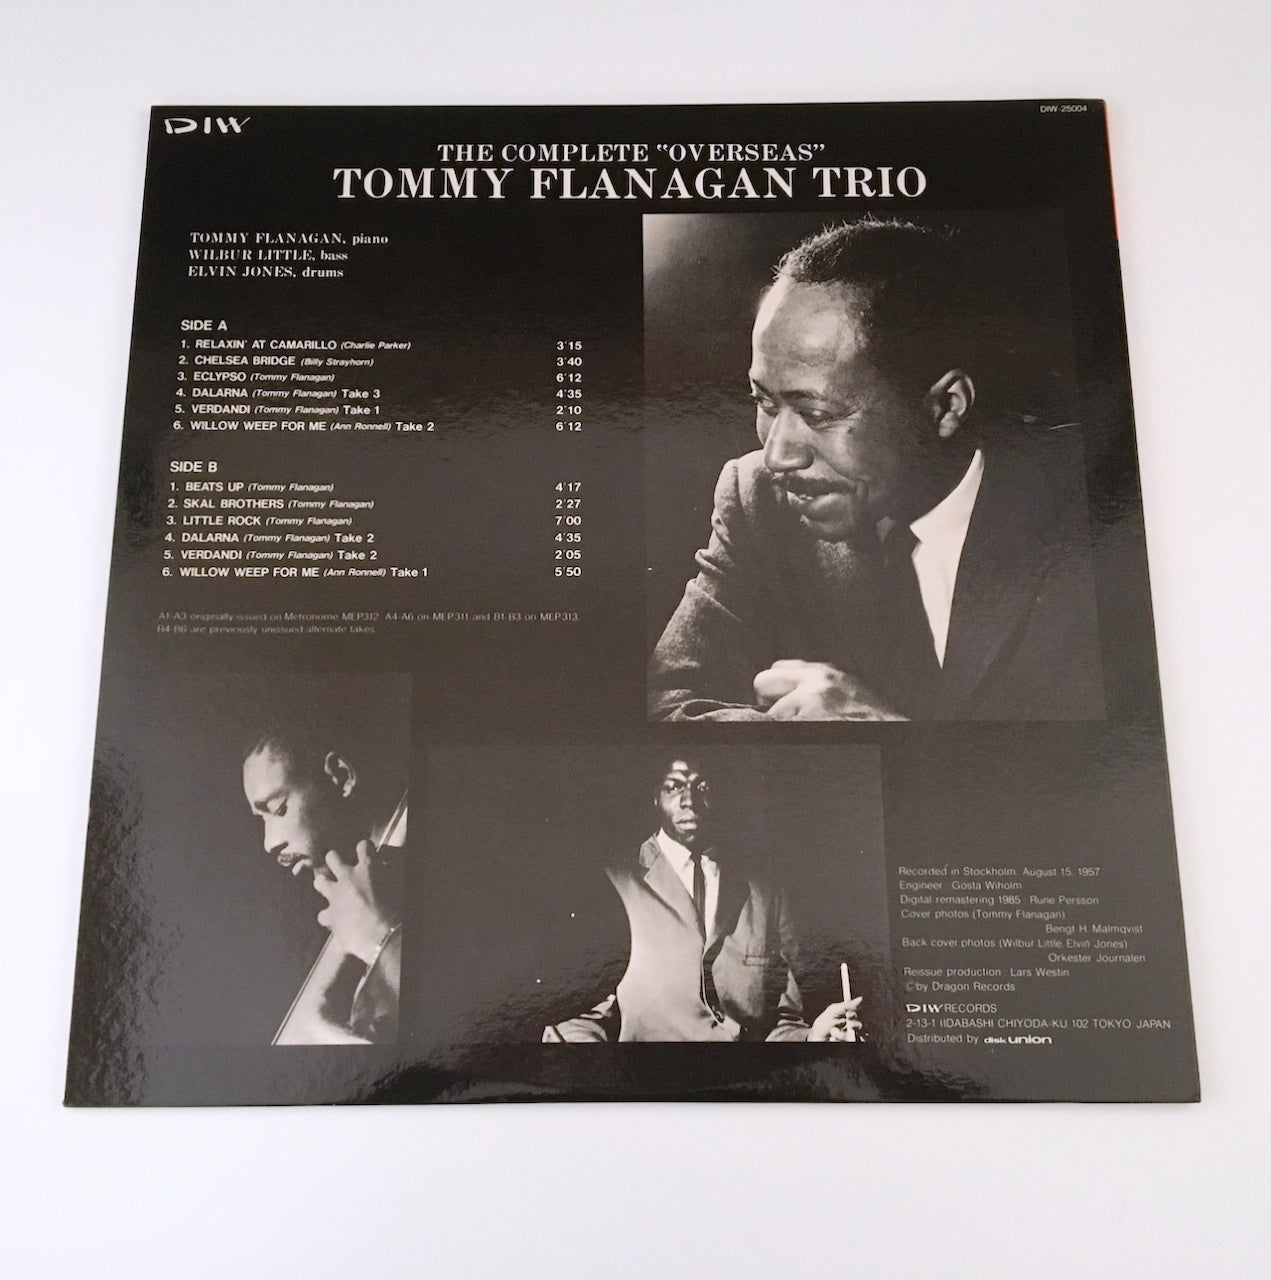 DIW
DIW-25004
THE COMPLETE "OVERSEAS"
TOMMY FLANAGAN TRIO
TOMMY FLANAGAN, piano
WILBUR LITTLE, bass
ELVIN JONES, drums
SIDE A
1. RELAXIN' AT CAMARILLO (Charlie Parker) 3'15
2. CHELSEA BRIDGE (Billy Strayhorn) 3'40
3. ECLYPSO (Tommy Flanagan) 6'12
4. DALARNA (Tommy Flanagan) Take 3 4'35
5. VERDANDI (Tommy Flanagan) Take 1 2'10
6. WILLOW WEEP FOR ME (Ann Ronnell) Take 2 6'12
SIDE B
1. BEATS UP (Tommy Flanagan) 4'17
2. SKAL BROTHERS (Tommy Flanagan) 2'27
3. LITTLE ROCK (Tommy Flanagan) 7'00
4. DALARNA (Tommy Flanagan) Take 2 4'35
5. VERDANDI (Tommy Flanagan) Take 2 2'05
6. WILLOW WEEP FOR ME (Ann Ronnell) Take 1 5'50
A1-A3 originally issued on Metronome MEP312. A4-A6 on MEP311 and B1-B3 on MEP313.
B4-B6 are previously unissued alternate takes.
Recorded in Stockholm, August 15, 1957
Engineer: Gösta Wiholm
Digital remastering 1985: Rune Persson
Cover photos (Tommy Flanagan)
Bengt H. Malmqvist
Back cover photos (Wilbur Little, Elvin Jones):
Orkester Journalen
Reissue production: Lars Westin
© by Dragon Records
DIW RECORDS
2-13-1 IIDABASHI CHIYODA-KU 102 TOKYO JAPAN
Distributed by disk union